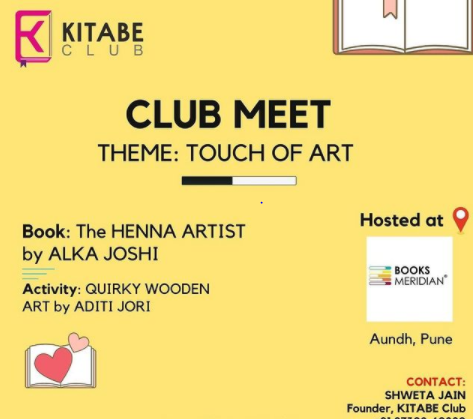 KITABE
CLUB
CLUB MEET
THEME: TOUCH OF ART
Book: The HENNA ARTIST
by ALKA JOSHI
Activity: QUIRKY WOODEN
ART by ADITI JORI
Hosted at
BOOKS
MERIDIAN®
Aundh, Pune
CONTACT:
SHWETA JAIN
Founder, KITABE Club